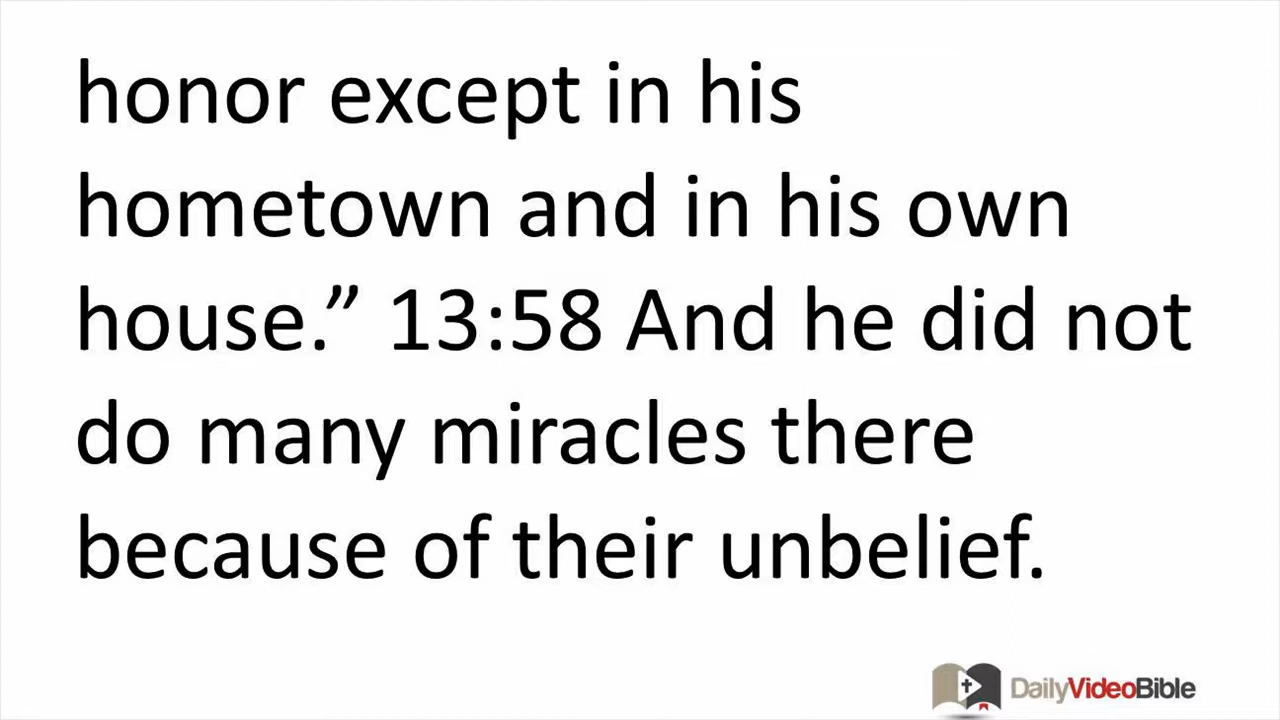 honor except in his
hometown and in his own
house.” 13:58 And he did not
do many miracles there
because of their unbelief.
DailyVideoBible